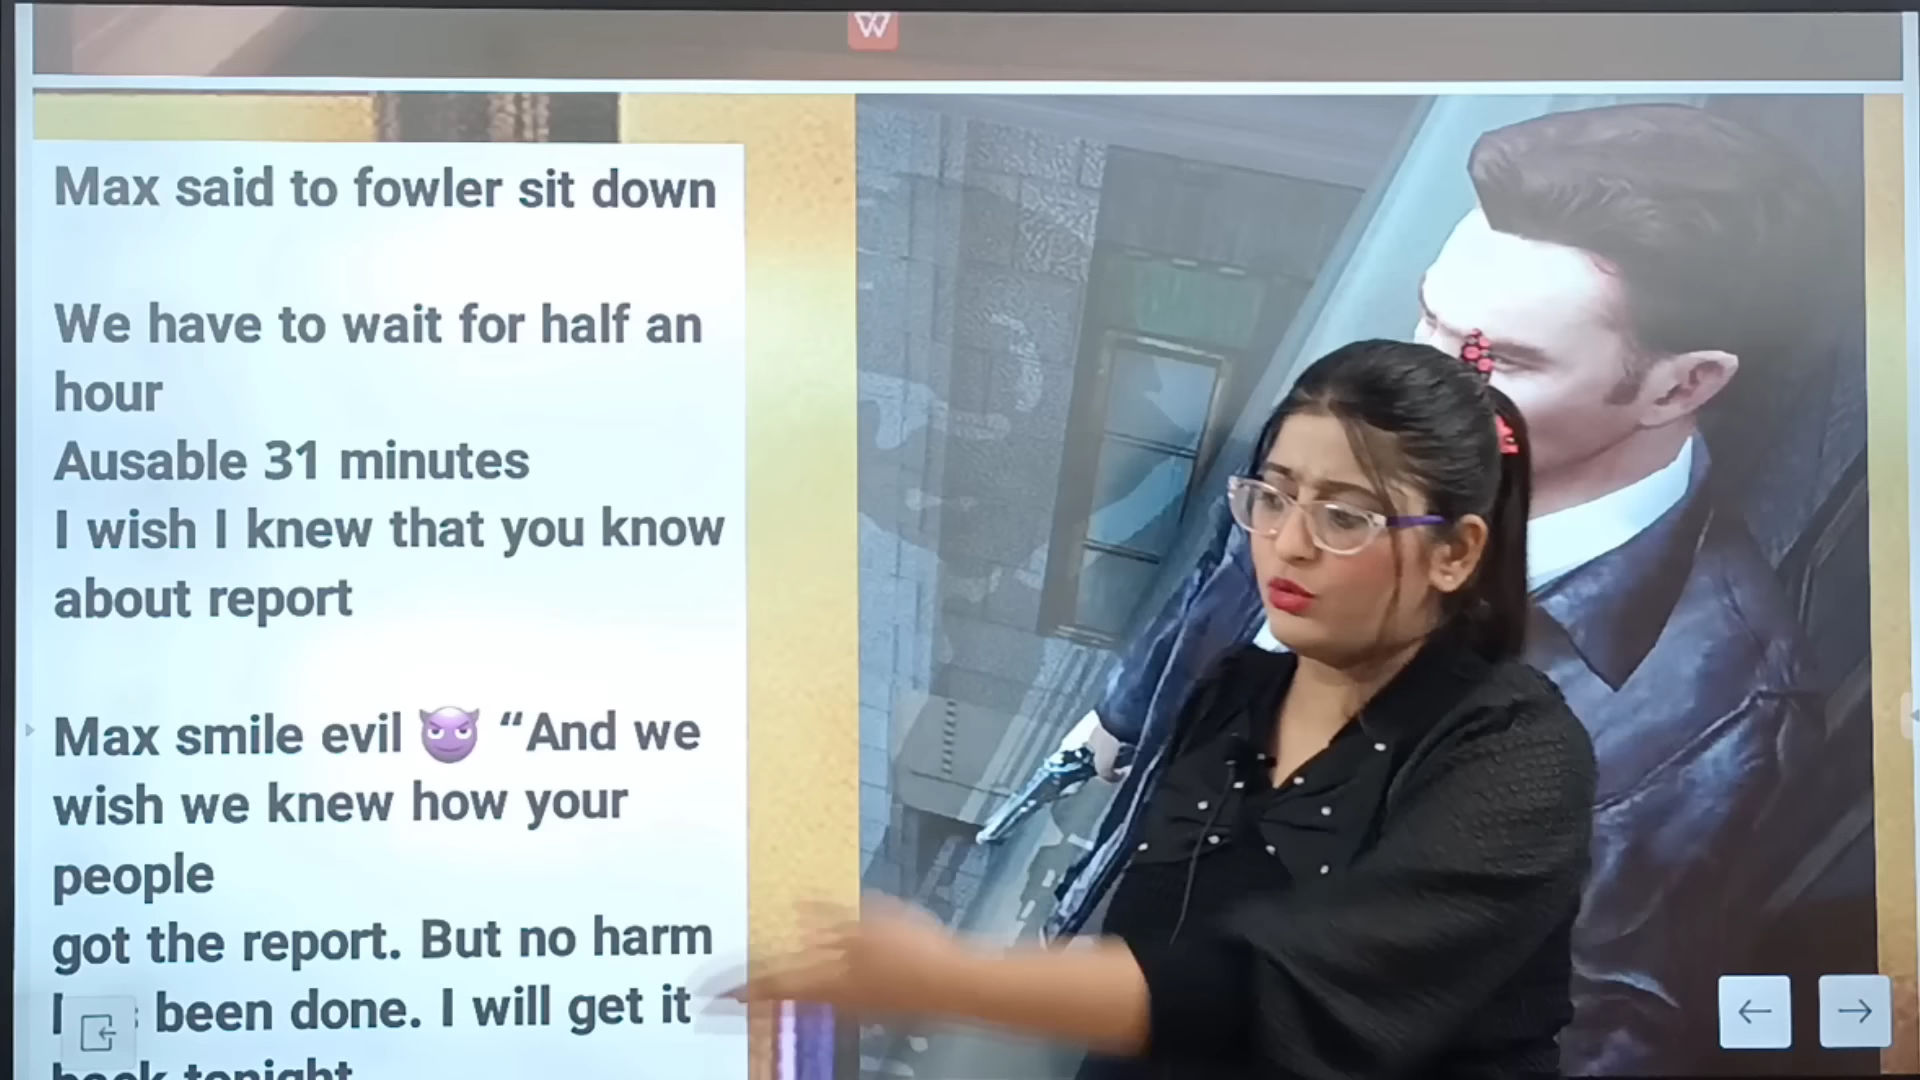 Max said to fowler sit down
We have to wait for half an
hour
Ausable 31 minutes
I wish I knew that you know
about report
Max smile evil 😈 “And we
wish we knew how your
people
got the report. But no harm
been done. I will get it
back tonight